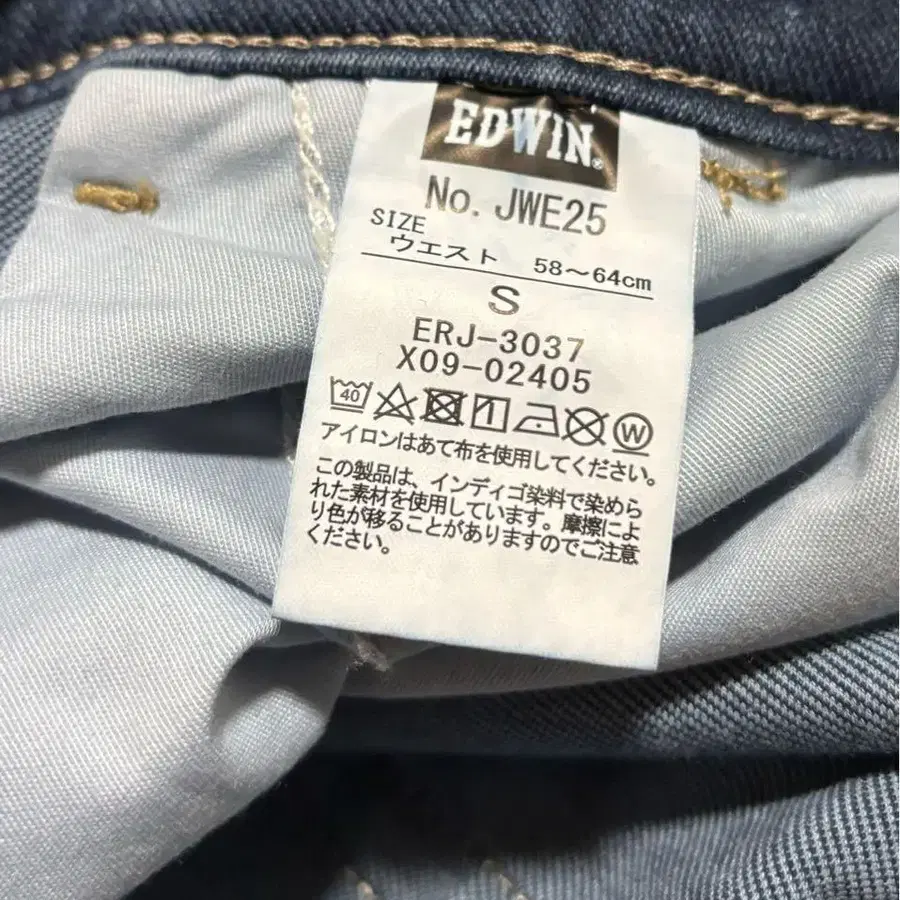 EDWIN®
No. JWE25
SIZE
ウエスト 58～64cm
S
ERJ-3037
X09-02405
40
W
アイロンはあて布を使用してください。
この製品は、インディゴ染料で染めら
れた素材を使用しています。摩擦によ
り色が移ることがありますのでご注意
ください。